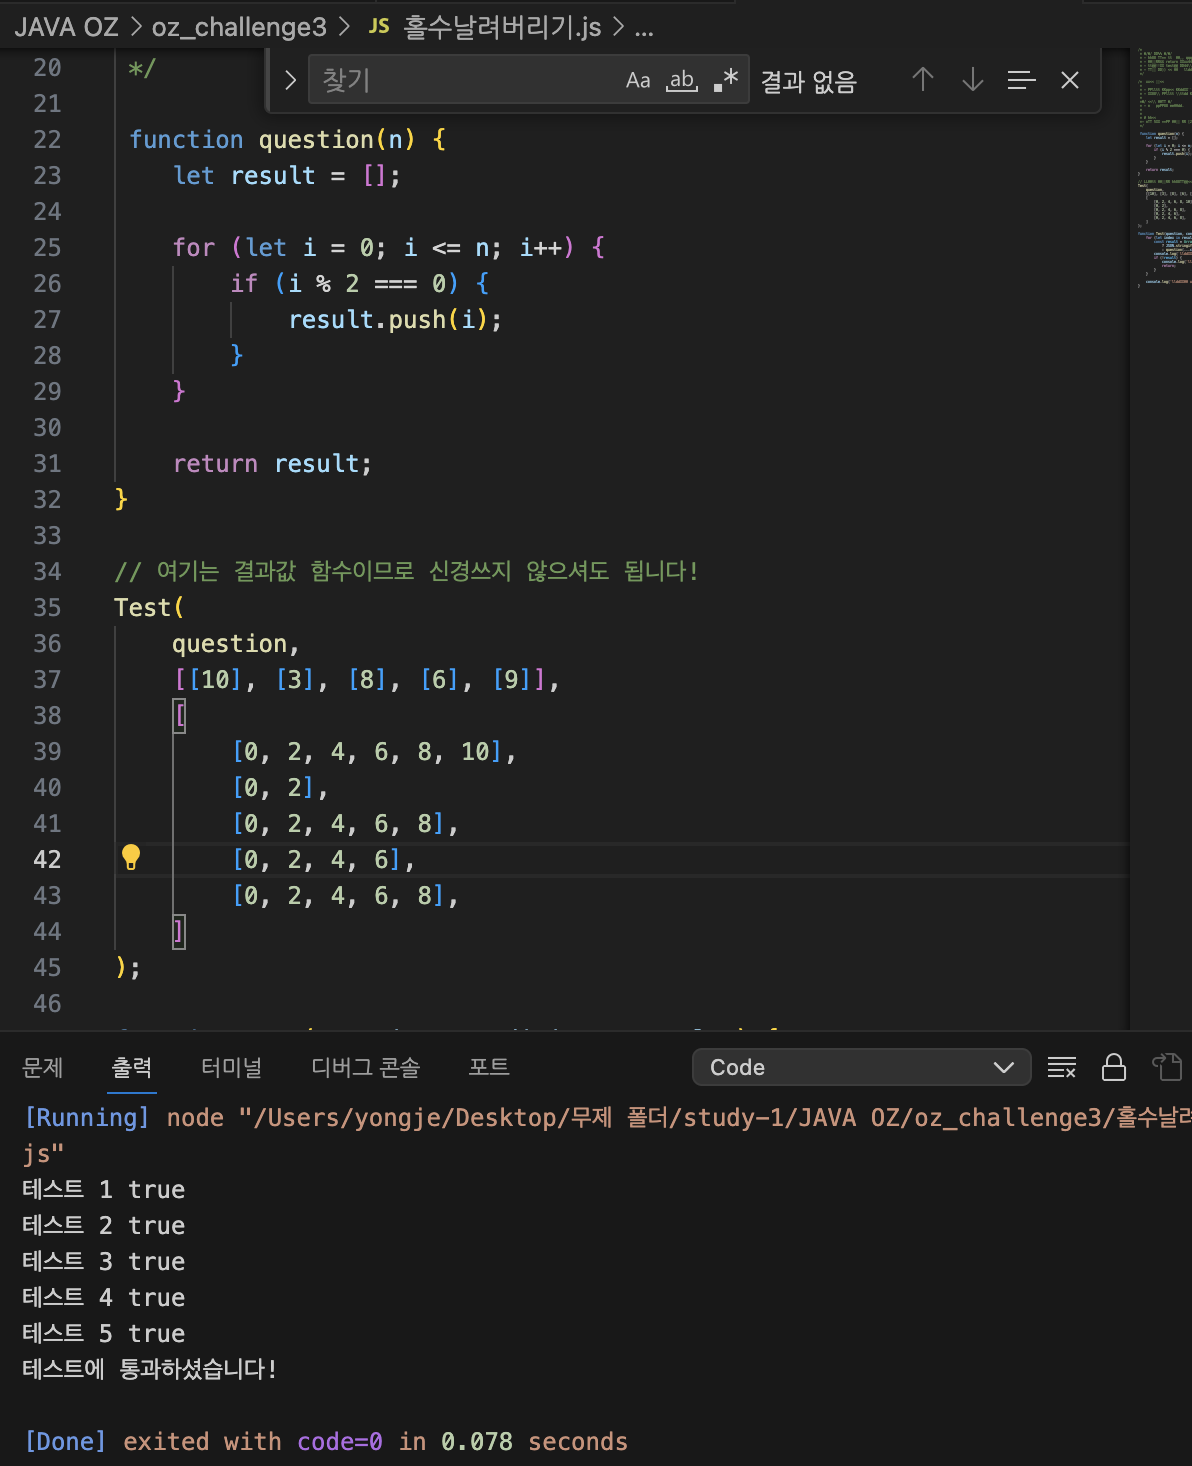 JAVA OZ > oz_challenge3 > JS 홀수날려버리기.js > ...
찾기 Aa ab .* 결과 없음
20 */
21
22 function question(n) {
23 let result = [];
24
25 for (let i = 0; i <= n; i++) {
26 if (i % 2 === 0) {
27 result.push(i);
28 }
29 }
30
31 return result;
32 }
33
34 // 여기는 결과값 함수이므로 신경쓰지 않으셔도 됩니다!
35 Test(
36 question,
37 [[10], [3], [8], [6], [9]],
38 [
39 [0, 2, 4, 6, 8, 10],
40 [0, 2],
41 [0, 2, 4, 6, 8],
42 [0, 2, 4, 6],
43 [0, 2, 4, 6, 8],
44 ]
45 );
46
문제 출력 터미널 디버그 콘솔 포트 Code
[Running] node "/Users/yongje/Desktop/무제 폴더/study-1/JAVA OZ/oz_challenge3/홀수날려
js"
테스트 1 true
테스트 2 true
테스트 3 true
테스트 4 true
테스트 5 true
테스트에 통과하셨습니다!
[Done] exited with code=0 in 0.078 seconds